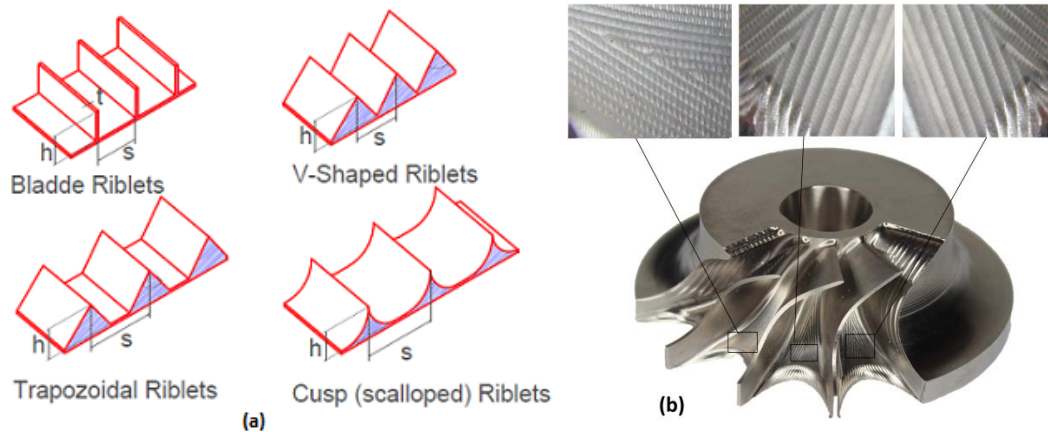 t
h
s
Bladde Riblets
h
s
V-Shaped Riblets
h
s
Trapozoidal Riblets
h
s
Cusp (scalloped) Riblets
(a)
(b)